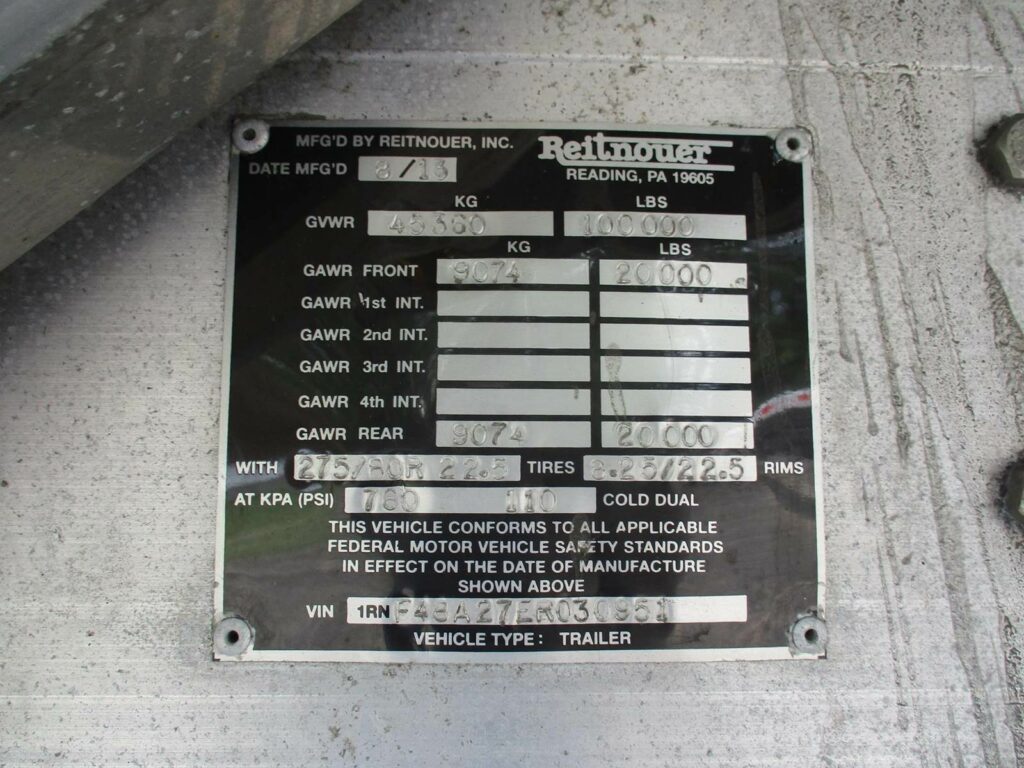 MFG'D BY REITNOUER, INC. Reitnouer
DATE MFG'D 8/13 READING, PA 19605
KG LBS
GVWR 45360 100000
KG LBS
GAWR FRONT 9074 20000
GAWR 1st INT.
GAWR 2nd INT.
GAWR 3rd INT.
GAWR 4th INT.
GAWR REAR 9074 20000
WITH 275/80R 22.5 TIRES 8.25/22.5 RIMS
AT KPA (PSI) 760 110 COLD DUAL
THIS VEHICLE CONFORMS TO ALL APPLICABLE
FEDERAL MOTOR VEHICLE SAFETY STANDARDS
IN EFFECT ON THE DATE OF MANUFACTURE
SHOWN ABOVE
VIN 1RNF48A27ER030951
VEHICLE TYPE: TRAILER